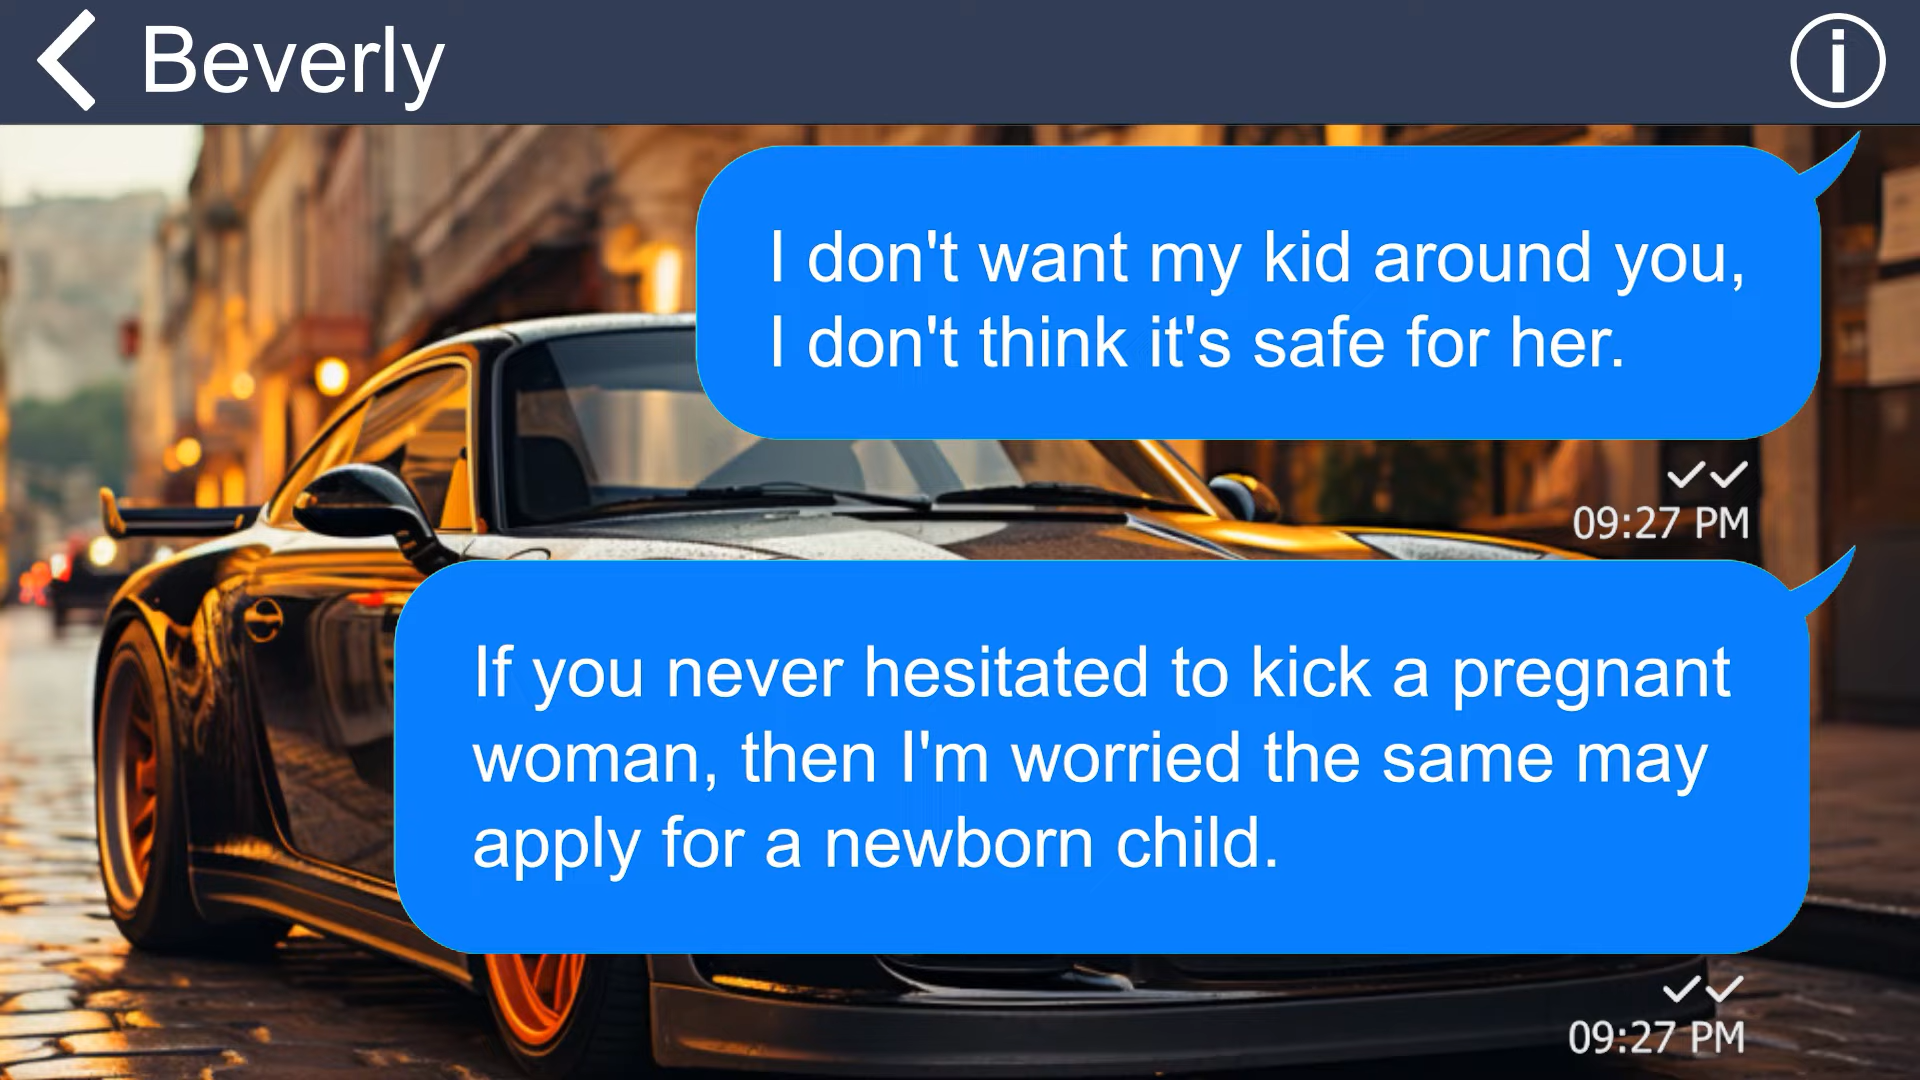 Beverly
I don't want my kid around you,
I don't think it's safe for her.
09:27 PM
If you never hesitated to kick a pregnant
woman, then I'm worried the same may
apply for a newborn child.
09:27 PM